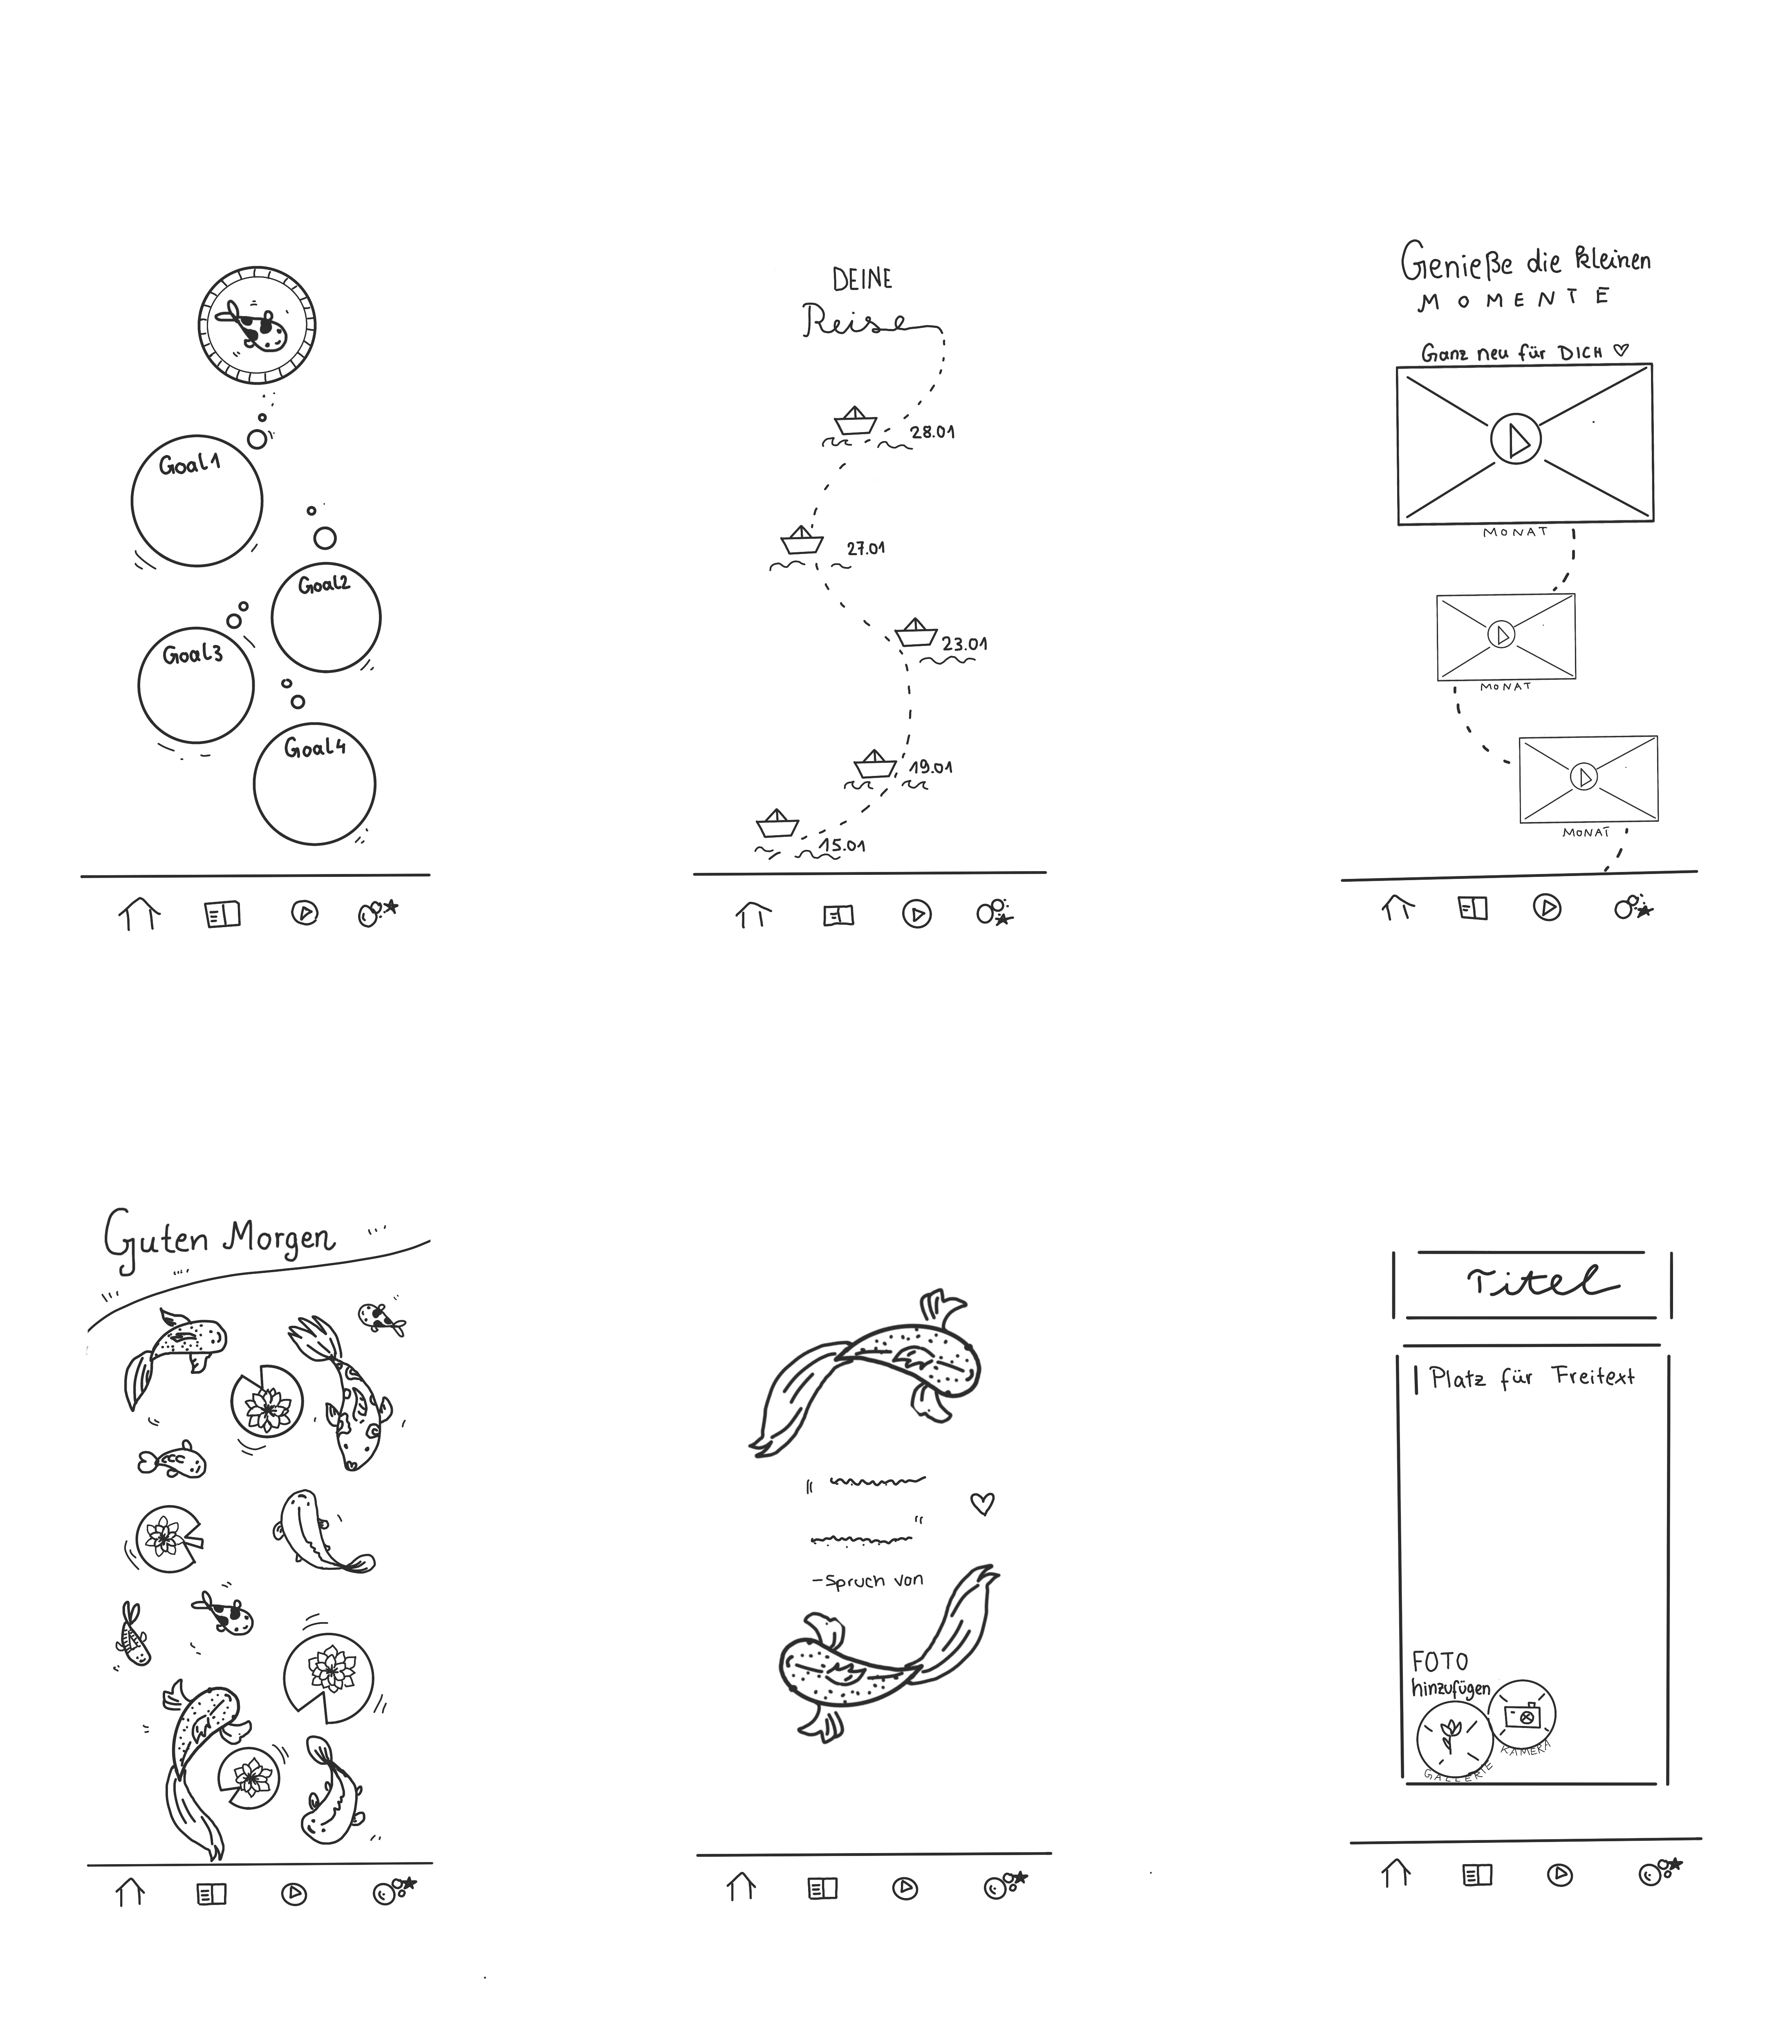 Goal1
Goal2
Goal3
Goal4
DEINE
Reise
28.01
27.01
23.01
19.01
15.01
Genieße die kleinen
MOMENTE
Ganz neu für DICH ♡
MONAT
MONAT
MONAT
Guten Morgen
"
"
-Spruch von
Titel
Platz für Freitext
FOTO
hinzufügen
GALLERIE
KAMERA